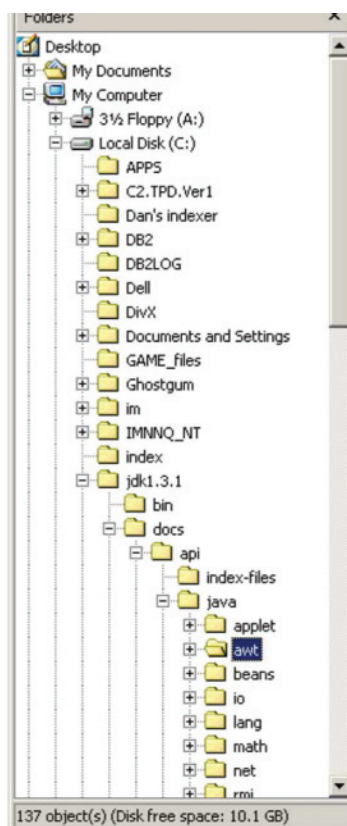 Folders
Desktop
My Documents
My Computer
3½ Floppy (A:)
Local Disk (C:)
APPS
C2.TPD.Ver1
Dan's indexer
DB2
DB2LOG
Dell
DivX
Documents and Settings
GAME_files
Ghostgum
im
IMNNQ_NT
index
jdk1.3.1
bin
docs
api
index-files
java
applet
awt
beans
io
lang
math
net
rmi
137 object(s) (Disk free space: 10.1 GB)